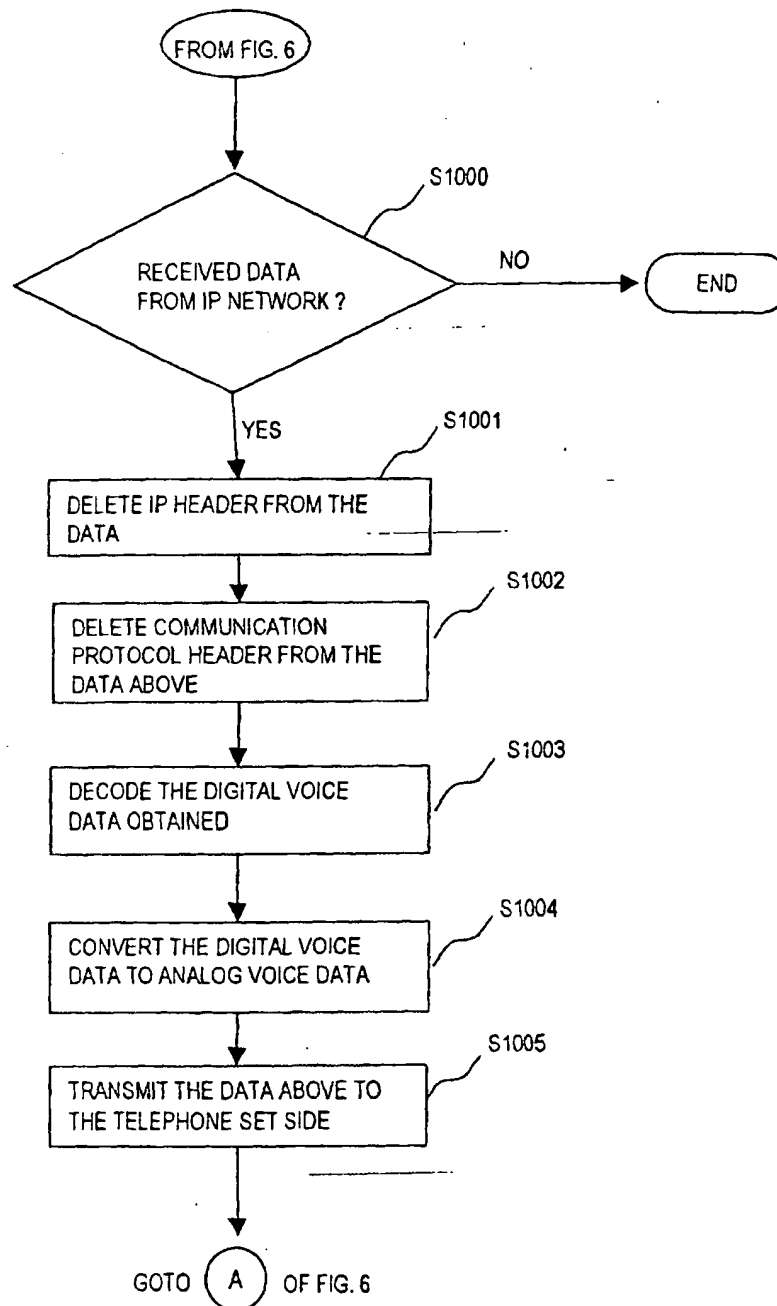 FROM FIG. 6
S1000
RECEIVED DATA
FROM IP NETWORK ?
NO
END
YES
S1001
DELETE IP HEADER FROM THE
DATA
S1002
DELETE COMMUNICATION
PROTOCOL HEADER FROM THE
DATA ABOVE
S1003
DECODE THE DIGITAL VOICE
DATA OBTAINED
S1004
CONVERT THE DIGITAL VOICE
DATA TO ANALOG VOICE DATA
S1005
TRANSMIT THE DATA ABOVE TO
THE TELEPHONE SET SIDE
GOTO A OF FIG. 6